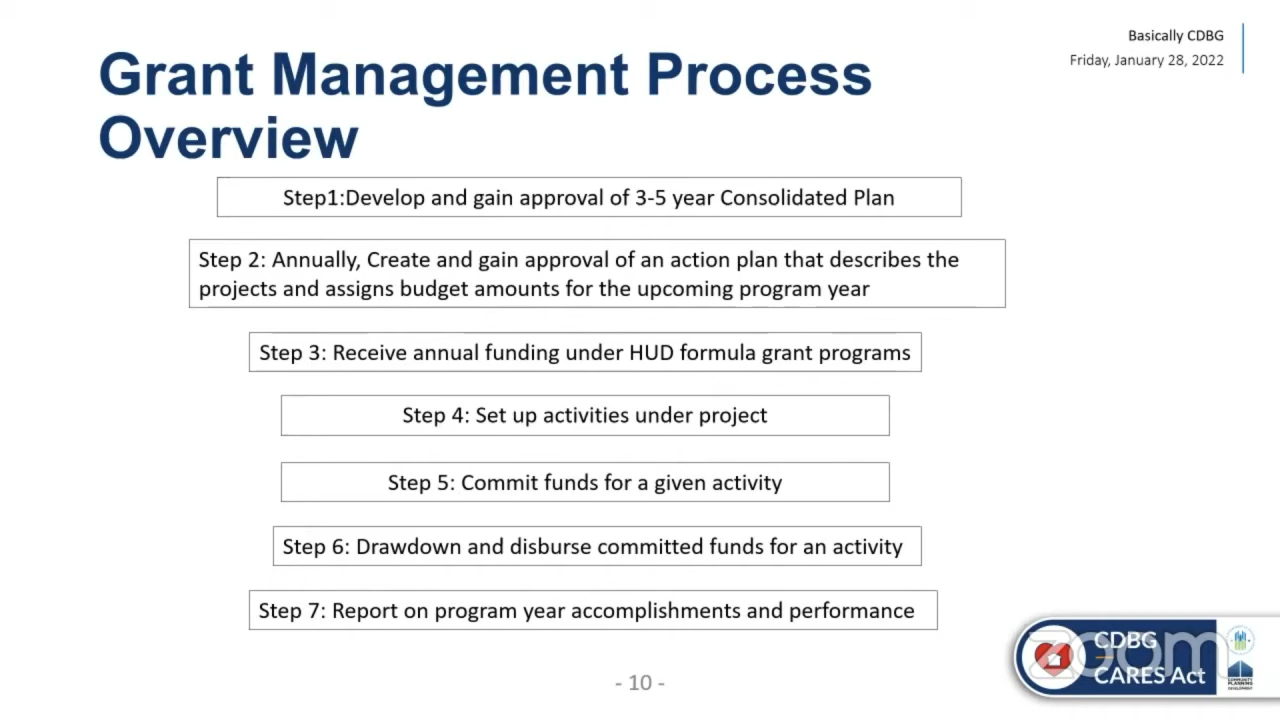 Basically CDBG
Friday, January 28, 2022
Grant Management Process
Overview
Step1:Develop and gain approval of 3-5 year Consolidated Plan
Step 2: Annually, Create and gain approval of an action plan that describes the
projects and assigns budget amounts for the upcoming program year
Step 3: Receive annual funding under HUD formula grant programs
Step 4: Set up activities under project
Step 5: Commit funds for a given activity
Step 6: Drawdown and disburse committed funds for an activity
Step 7: Report on program year accomplishments and performance
- 10 -
CDBG
CARES Act
zoom
COMMUNITY
PLANNING
DEVELOPMENT